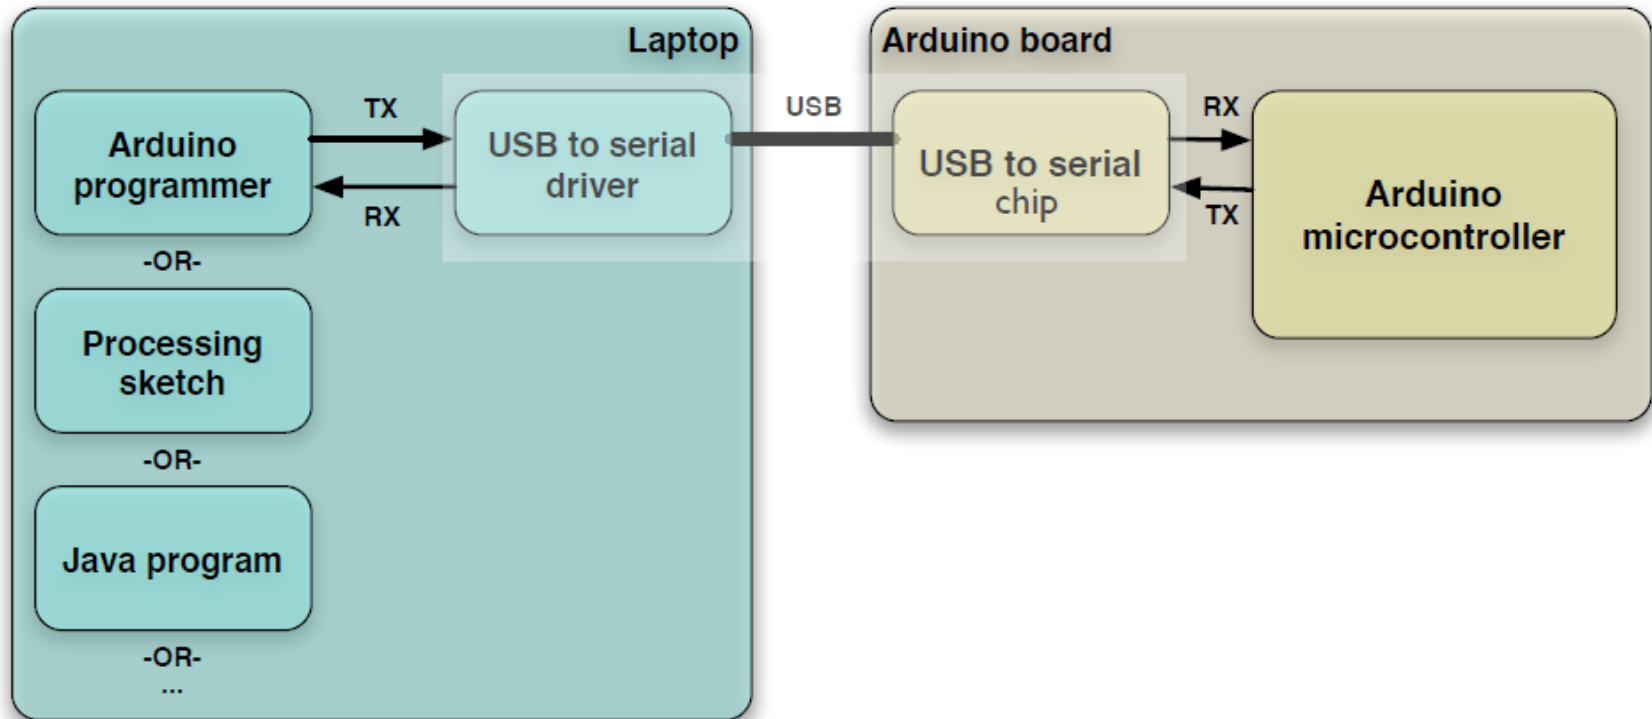 Laptop
Arduino
programmer
TX
RX
USB to serial
driver
-OR-
Processing
sketch
-OR-
Java program
-OR-
...
USB
Arduino board
USB to serial
chip
RX
TX
Arduino
microcontroller